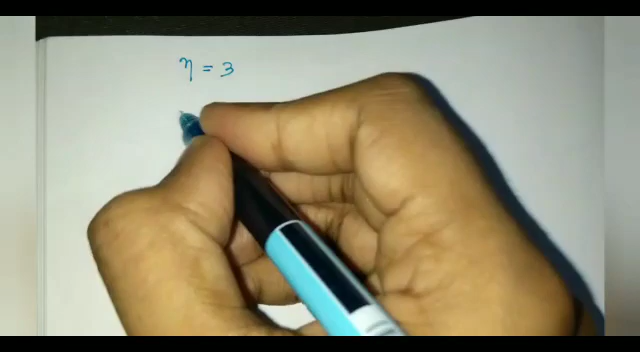 η = 3